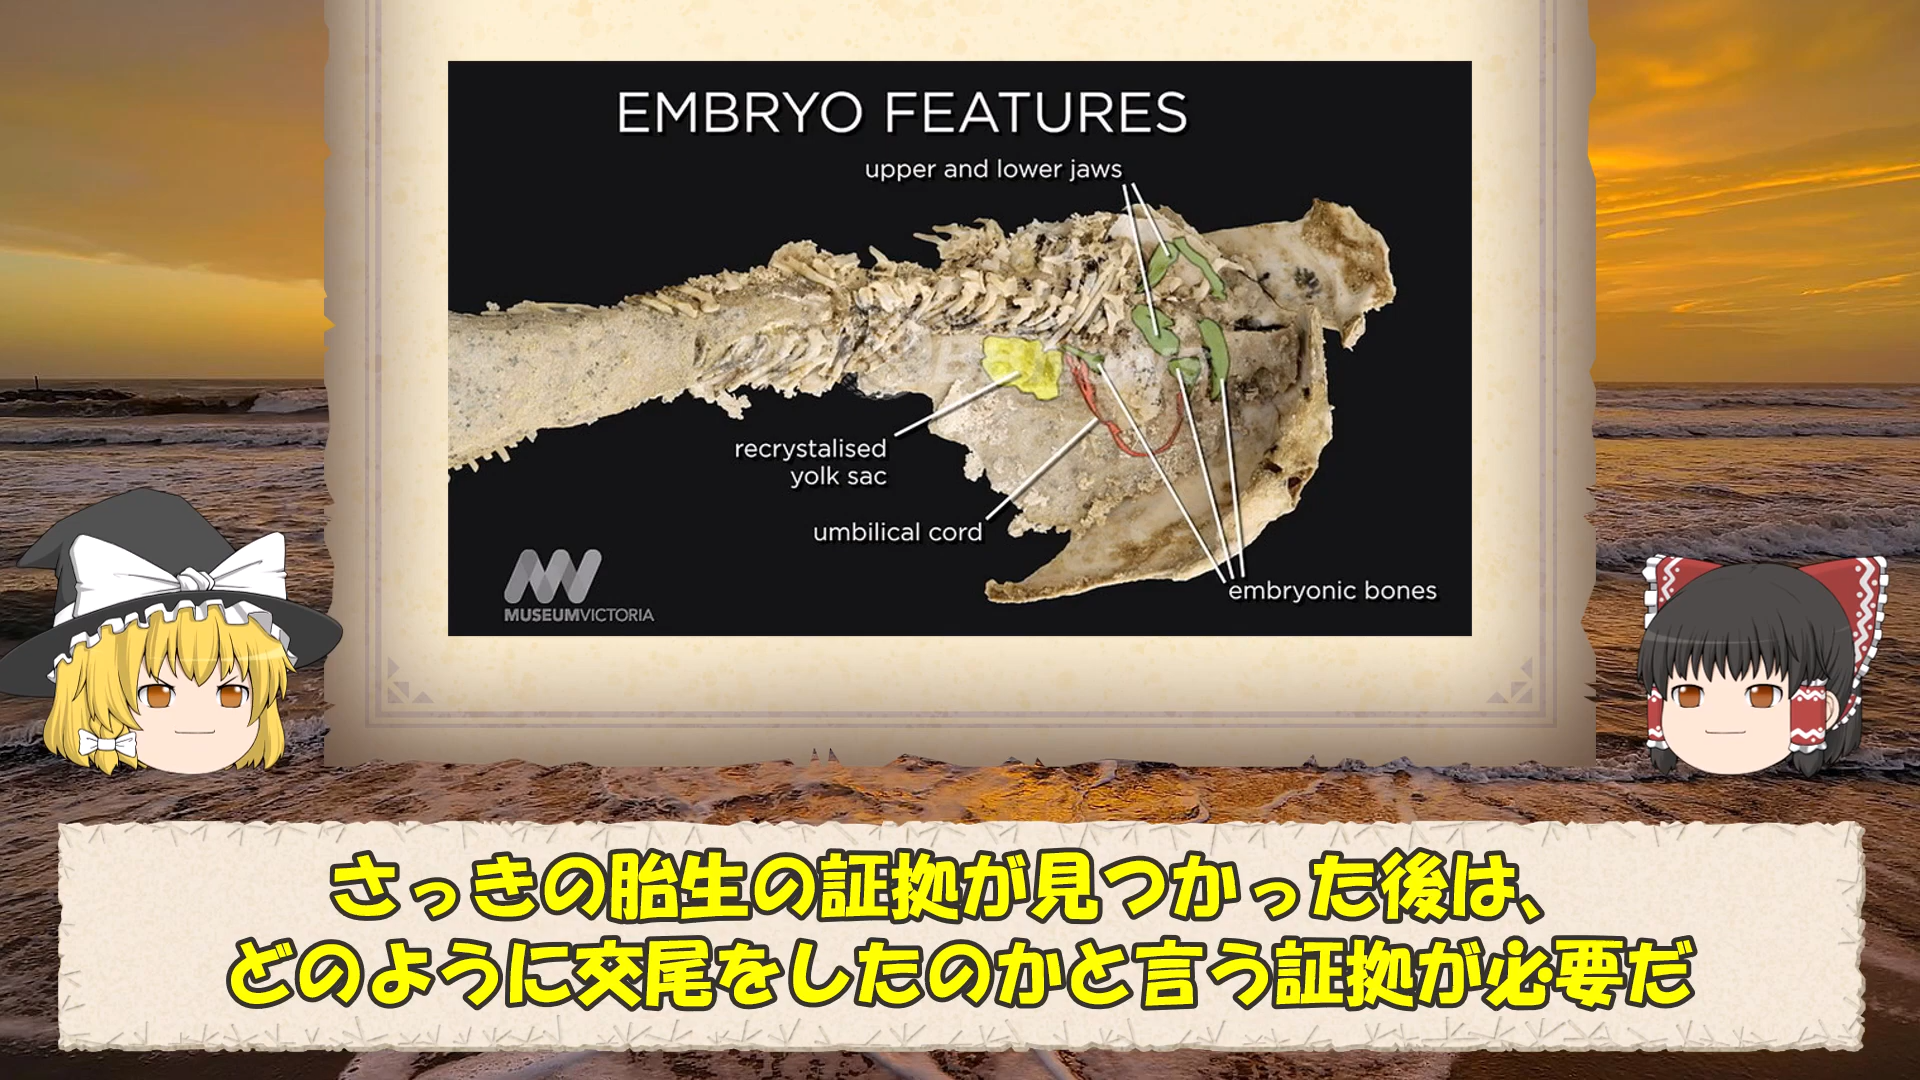 EMBRYO FEATURES
upper and lower jaws
recrystalised
yolk sac
umbilical cord
embryonic bones
MUSEUMVICTORIA
さっきの胎生の証拠が見つかった後は、
どのように交尾をしたのかと言う証拠が必要だ